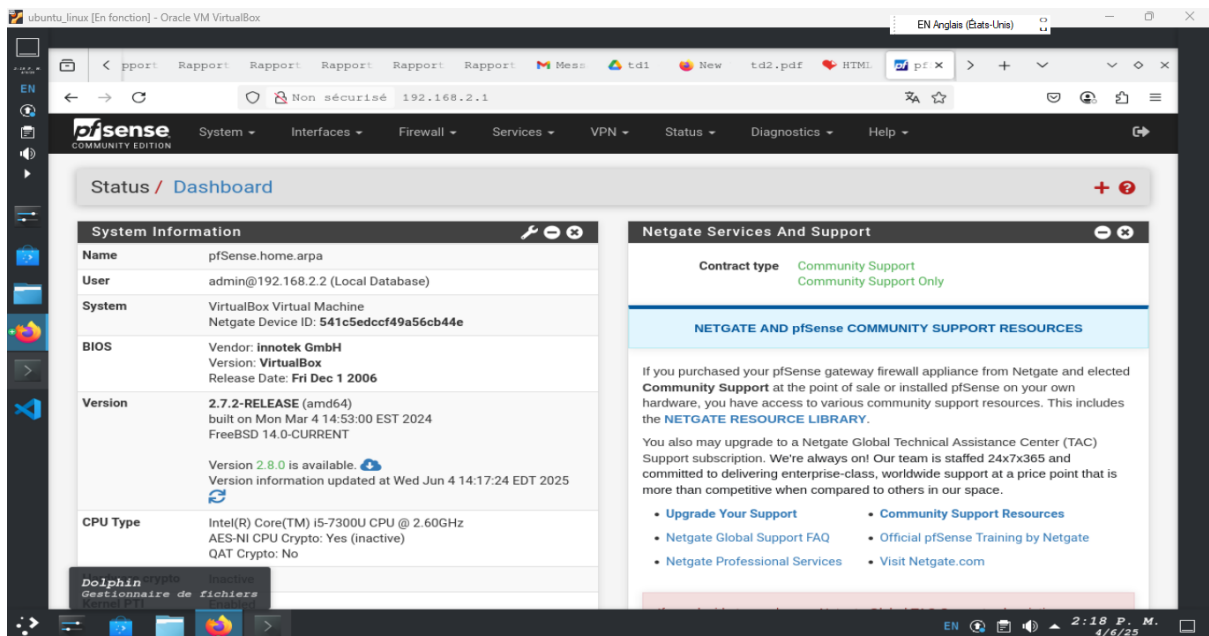 ubuntu_linux [En fonction] - Oracle VM VirtualBox
EN Anglais (États-Unis)
pport Rapport Rapport Rapport Rapport Rapport Mess td1 New td2.pdf HTML pf
EN
Non sécurisé 192.168.2.1
pfsense
COMMUNITY EDITION
System Interfaces Firewall Services VPN Status Diagnostics Help
Status / Dashboard
System Information
Name pfSense.home.arpa
User admin@192.168.2.2 (Local Database)
System VirtualBox Virtual Machine
Netgate Device ID: 541c5edccf49a56cb44e
BIOS Vendor: innotek GmbH
Version: VirtualBox
Release Date: Fri Dec 1 2006
Version 2.7.2-RELEASE (amd64)
built on Mon Mar 4 14:53:00 EST 2024
FreeBSD 14.0-CURRENT
Version 2.8.0 is available.
Version information updated at Wed Jun 4 14:17:24 EDT 2025
CPU Type Intel(R) Core(TM) i5-7300U CPU @ 2.60GHz
AES-NI CPU Crypto: Yes (inactive)
QAT Crypto: No
crypto Inactive
Kernel PTI Enabled
Dolphin
Gestionnaire de fichiers
Netgate Services And Support
Contract type Community Support
Community Support Only
NETGATE AND pfSense COMMUNITY SUPPORT RESOURCES
If you purchased your pfSense gateway firewall appliance from Netgate and elected
Community Support at the point of sale or installed pfSense on your own
hardware, you have access to various community support resources. This includes
the NETGATE RESOURCE LIBRARY.
You also may upgrade to a Netgate Global Technical Assistance Center (TAC)
Support subscription. We're always on! Our team is staffed 24x7x365 and
committed to delivering enterprise-class, worldwide support at a price point that is
more than competitive when compared to others in our space.
Upgrade Your Support
Community Support Resources
Netgate Global Support FAQ
Official pfSense Training by Netgate
Netgate Professional Services
Visit Netgate.com
EN
2:18 P. M.
4/6/25